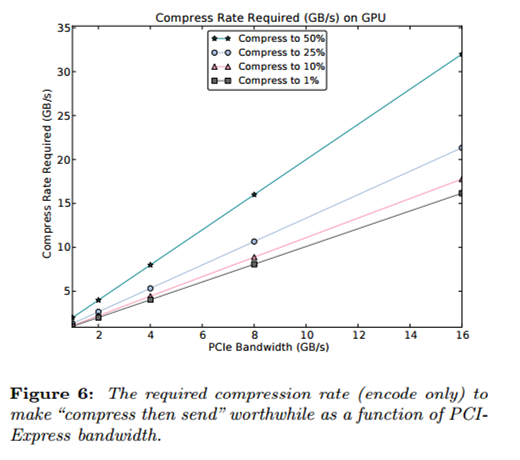 Compress Rate Required (GB/s) on GPU
35
30
25
20
15
10
5
Compress Rate Required (GB/s)
Compress to 50%
Compress to 25%
Compress to 10%
Compress to 1%
2 4 6 8 10 12 14 16
PCIe Bandwidth (GB/s)
Figure 6: The required compression rate (encode only) to
make “compress then send” worthwhile as a function of PCI-
Express bandwidth.